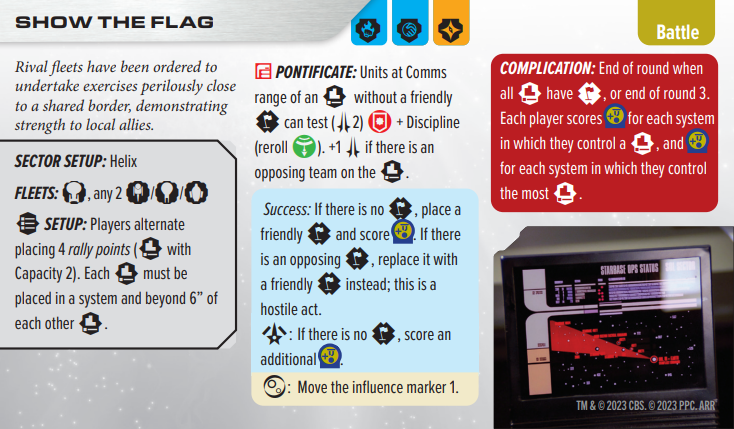 SHOW THE FLAG
Battle
Rival fleets have been ordered to
undertake exercises perilously close
to a shared border, demonstrating
strength to local allies.
SECTOR SETUP: Helix
FLEETS: , any 2 / /
SETUP: Players alternate
placing 4 rally points ( with
Capacity 2). Each must be
placed in a system and beyond 6” of
each other .
PONTIFICATE: Units at Comms
range of an without a friendly
can test ( 2) + Discipline
(reroll ). +1 if there is an
opposing team on the .
Success: If there is no , place a
friendly and score . If there
is an opposing , replace it with
a friendly instead; this is a
hostile act.
: If there is no , score an
additional .
: Move the influence marker 1.
COMPLICATION: End of round when
all have , or end of round 3.
Each player scores for each system
in which they control a , and
for each system in which they control
the most .
STARBASE OPS STATUS
TM & © 2023 CBS. © 2023 PPC. ARR